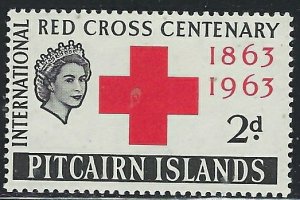 INTERNATIONAL
RED CROSS CENTENARY
1863
1963
2d
PITCAIRN ISLANDS